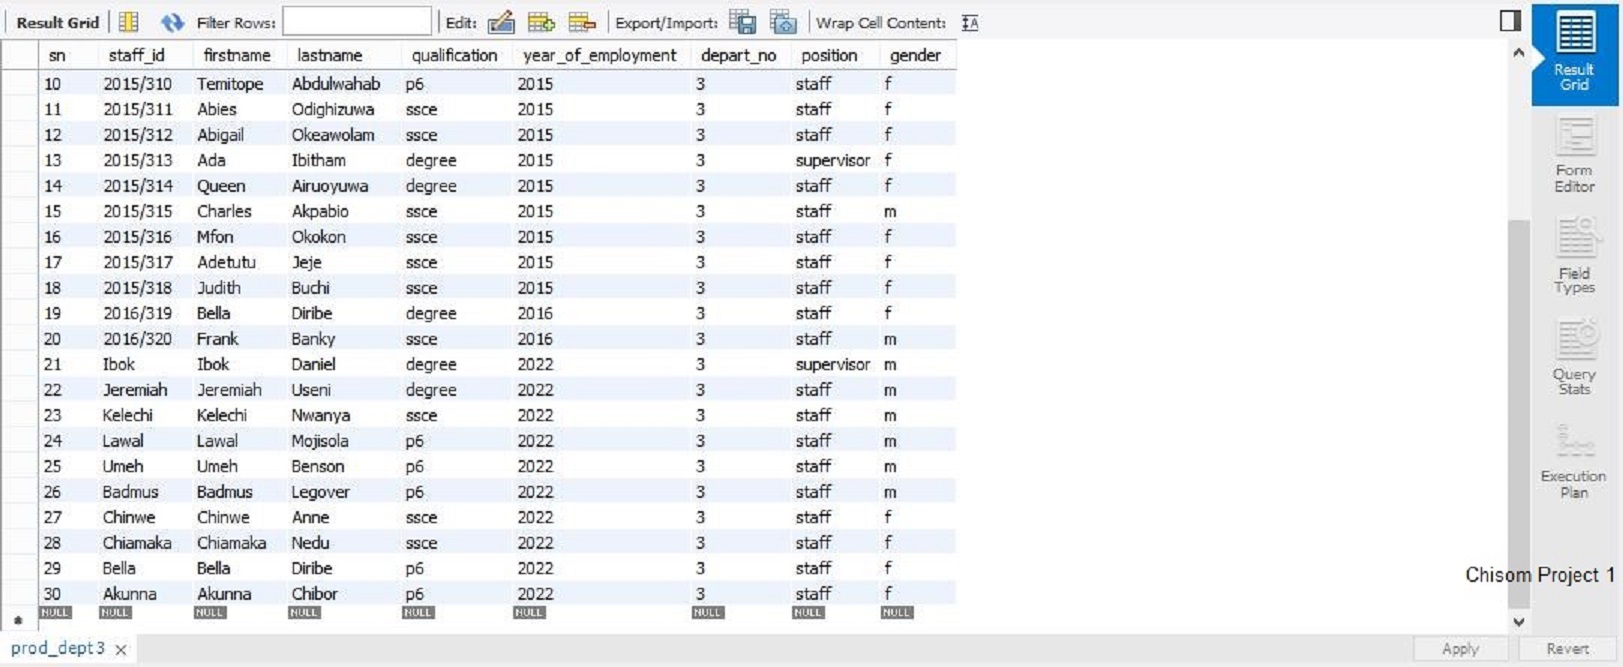 Result Grid Filter Rows: Edit: Export/Import: Wrap Cell Content:
sn staff_id firstname lastname qualification year_of_employment depart_no position gender
10 2015/310 Temitope Abdulwahab p6 2015 3 staff f
11 2015/311 Abies Odighizuwa ssce 2015 3 staff f
12 2015/312 Abigail Okeawolam ssce 2015 3 staff f
13 2015/313 Ada Ibitham degree 2015 3 supervisor f
14 2015/314 Queen Airuoyuwa degree 2015 3 staff f
15 2015/315 Charles Akpabio ssce 2015 3 staff m
16 2015/316 Mfon Okokon ssce 2015 3 staff f
17 2015/317 Adetutu Jeje ssce 2015 3 staff f
18 2015/318 Judith Buchi ssce 2015 3 staff f
19 2016/319 Bella Diribe degree 2016 3 staff f
20 2016/320 Frank Banky ssce 2016 3 staff m
21 Ibok Ibok Daniel degree 2022 3 supervisor m
22 Jeremiah Jeremiah Useni degree 2022 3 staff m
23 Kelechi Kelechi Nwanya ssce 2022 3 staff m
24 Lawal Lawal Mojisola p6 2022 3 staff m
25 Umeh Umeh Benson p6 2022 3 staff m
26 Badmus Badmus Legover p6 2022 3 staff m
27 Chinwe Chinwe Anne ssce 2022 3 staff f
28 Chiamaka Chiamaka Nedu ssce 2022 3 staff f
29 Bella Bella Diribe p6 2022 3 staff f
30 Akunna Akunna Chibor p6 2022 3 staff f
NULL NULL NULL NULL NULL NULL NULL NULL NULL
prod_dept3 ×
Result
Grid
Form
Editor
Field
Types
Query
Stats
Execution
Plan
Chisom Project 1
Apply Revert